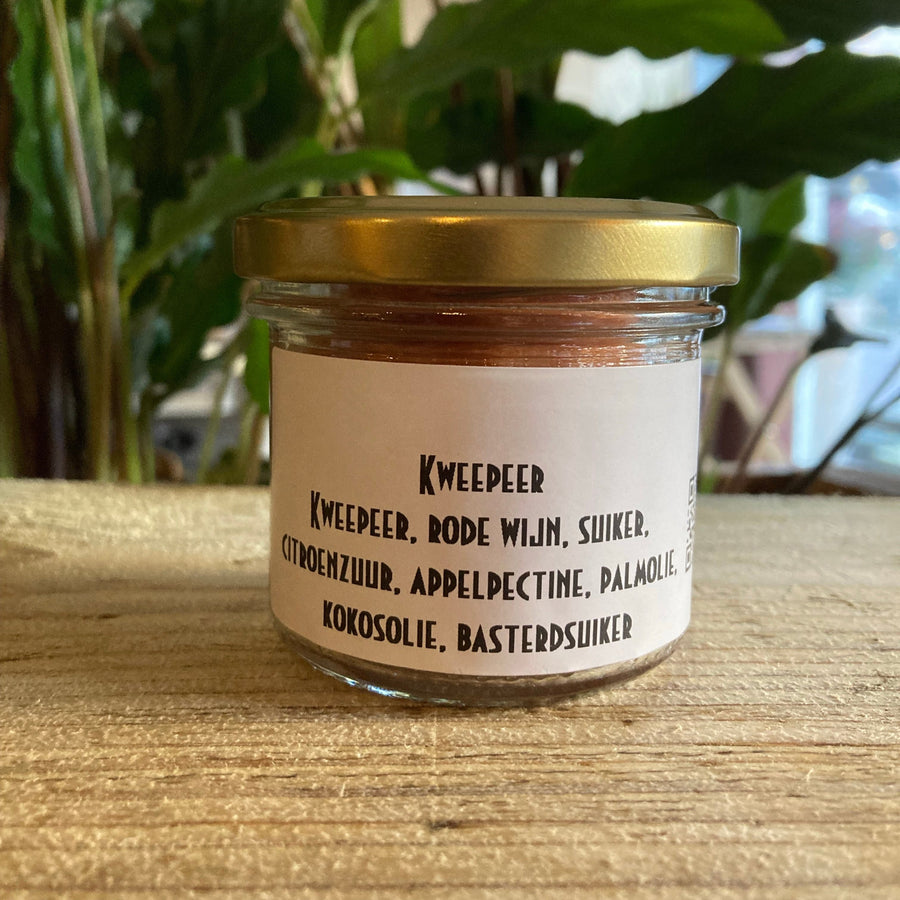 Kweepeer
Kweepeer, rode wijn, suiker,
citroenzuur, appelpectine, palmolie,
kokosolie, basterdsuiker